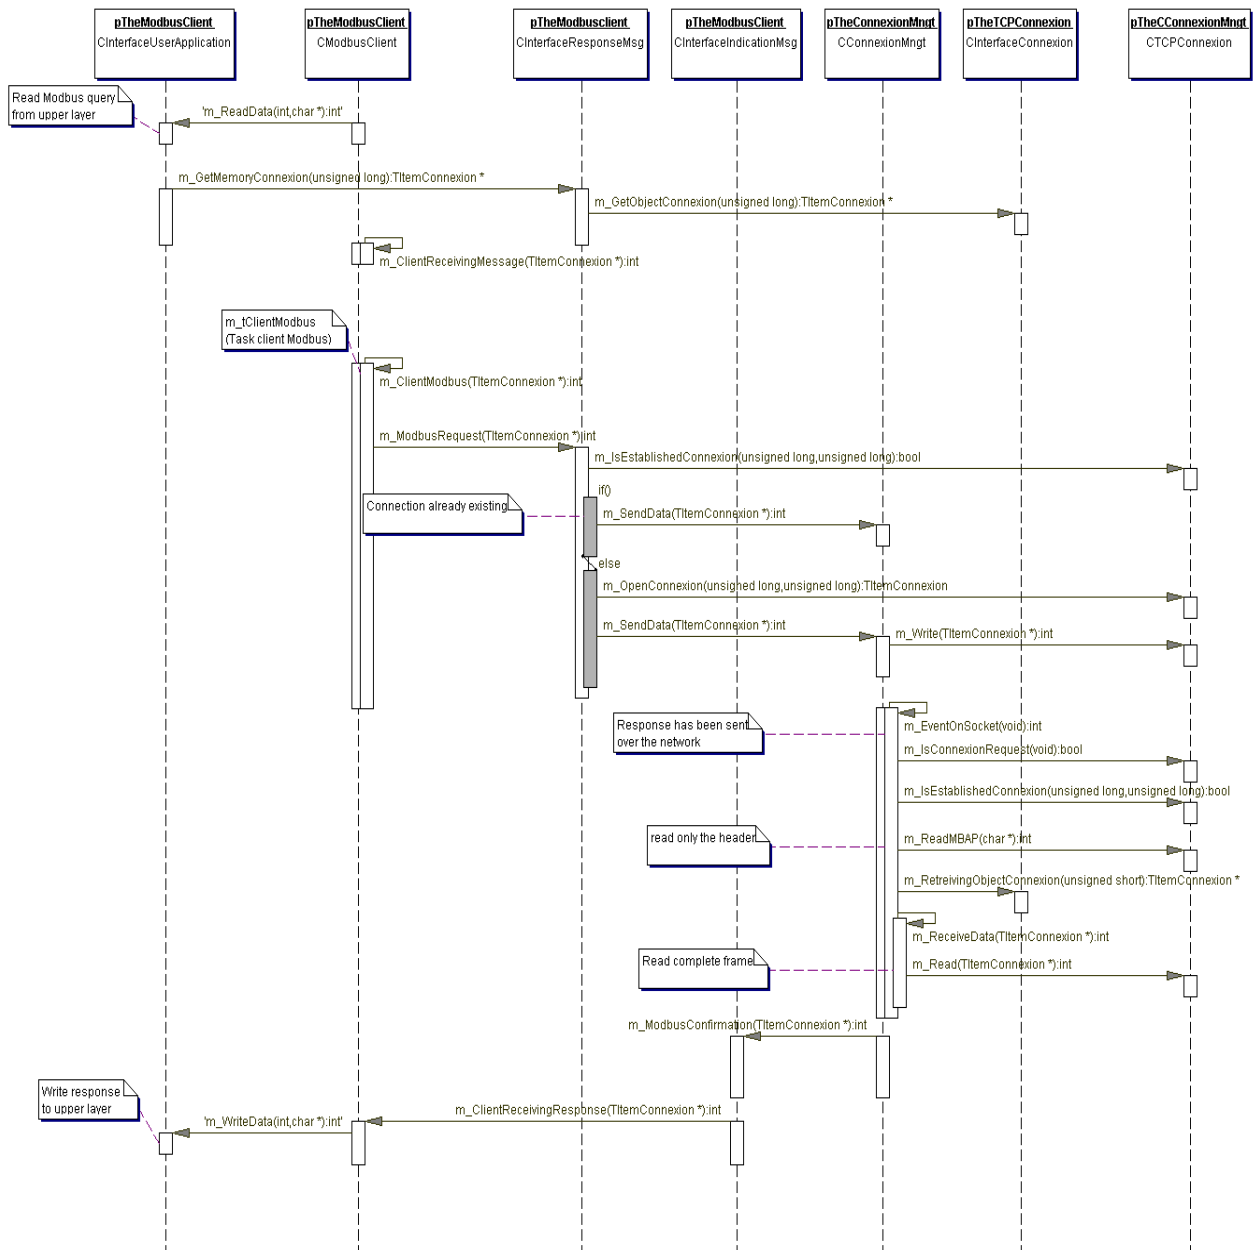 pTheModbusClient
CInterfaceUserApplication
pTheModbusClient
CModbusClient
pTheModbusclient
CInterfaceResponseMsg
pTheModbusClient
CInterfaceIndicationMsg
pTheConnexionMngt
CConnexionMngt
pTheTCPConnexion
CInterfaceConnexion
pTheCConnexionMngt
CTCPConnexion
Read Modbus query
from upper layer
'm_ReadData(int,char *):int'
m_GetMemoryConnexion(unsigned long):TItemConnexion *
m_GetObjectConnexion(unsigned long):TItemConnexion *
m_ClientReceivingMessage(TItemConnexion *):int
m_tClientModbus
(Task client Modbus)
m_ClientModbus(TItemConnexion *):int
m_ModbusRequest(TItemConnexion *):int
m_IsEstablishedConnexion(unsigned long,unsigned long):bool
if()
Connection already existing
m_SendData(TItemConnexion *):int
else
m_OpenConnexion(unsigned long,unsigned long):TItemConnexion
m_SendData(TItemConnexion *):int
m_Write(TItemConnexion *):int
Response has been sent
over the network
m_EventOnSocket(void):int
m_IsConnexionRequest(void):bool
m_IsEstablishedConnexion(unsigned long,unsigned long):bool
read only the header
m_ReadMBAP(char *):int
m_RetreivingObjectConnexion(unsigned short):TItemConnexion *
m_ReceiveData(TItemConnexion *):int
Read complete frame
m_Read(TItemConnexion *):int
m_ModbusConfirmation(TItemConnexion *):int
Write response
to upper layer
m_ClientReceivingResponse(TItemConnexion *):int
'm_WriteData(int,char *):int'